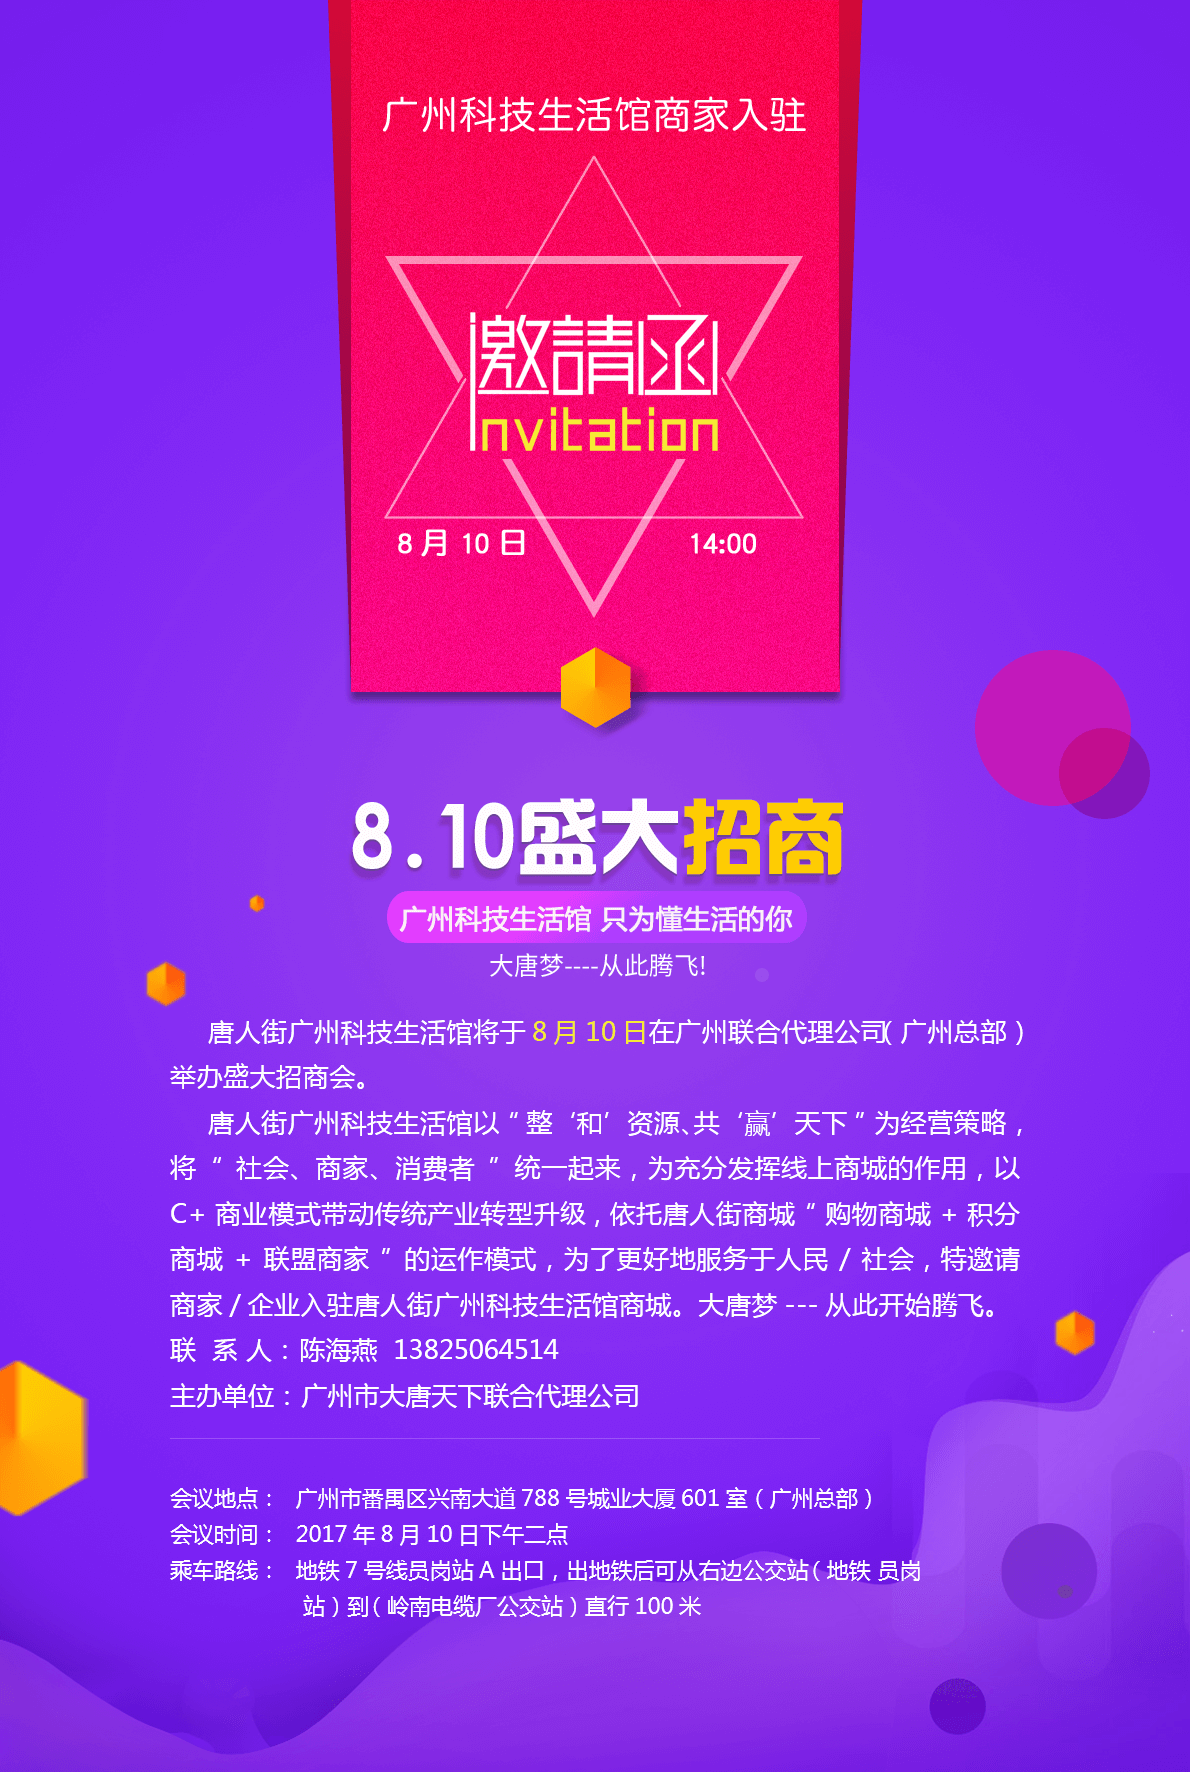 广州科技生活馆商家入驻
邀請函
Invitation
8 月 10 日 14:00
8.10盛大招商
广州科技生活馆 只为懂生活的你
大唐梦----从此腾飞!
唐人街广州科技生活馆将于 8 月 10 日在广州联合代理公司( 广州总部 )
举办盛大招商会。
唐人街广州科技生活馆以 “ 整 ‘和’ 资源、共 ‘赢’ 天下 ” 为经营策略，
将 “ 社会、商家、消费者 ” 统一起来，为充分发挥线上商城的作用，以
C+ 商业模式带动传统产业转型升级，依托唐人街商城 “ 购物商城 + 积分
商城 + 联盟商家 ” 的运作模式，为了更好地服务于人民 / 社会，特邀请
商家 / 企业入驻唐人街广州科技生活馆商城。大唐梦 --- 从此开始腾飞。
联 系 人：陈海燕 13825064514
主办单位：广州市大唐天下联合代理公司
会议地点： 广州市番禺区兴南大道 788 号城业大厦 601 室（广州总部）
会议时间： 2017 年 8 月 10 日下午二点
乘车路线： 地铁 7 号线员岗站 A 出口，出地铁后可从右边公交站（地铁 员岗
站）到（岭南电缆厂公交站）直行 100 米